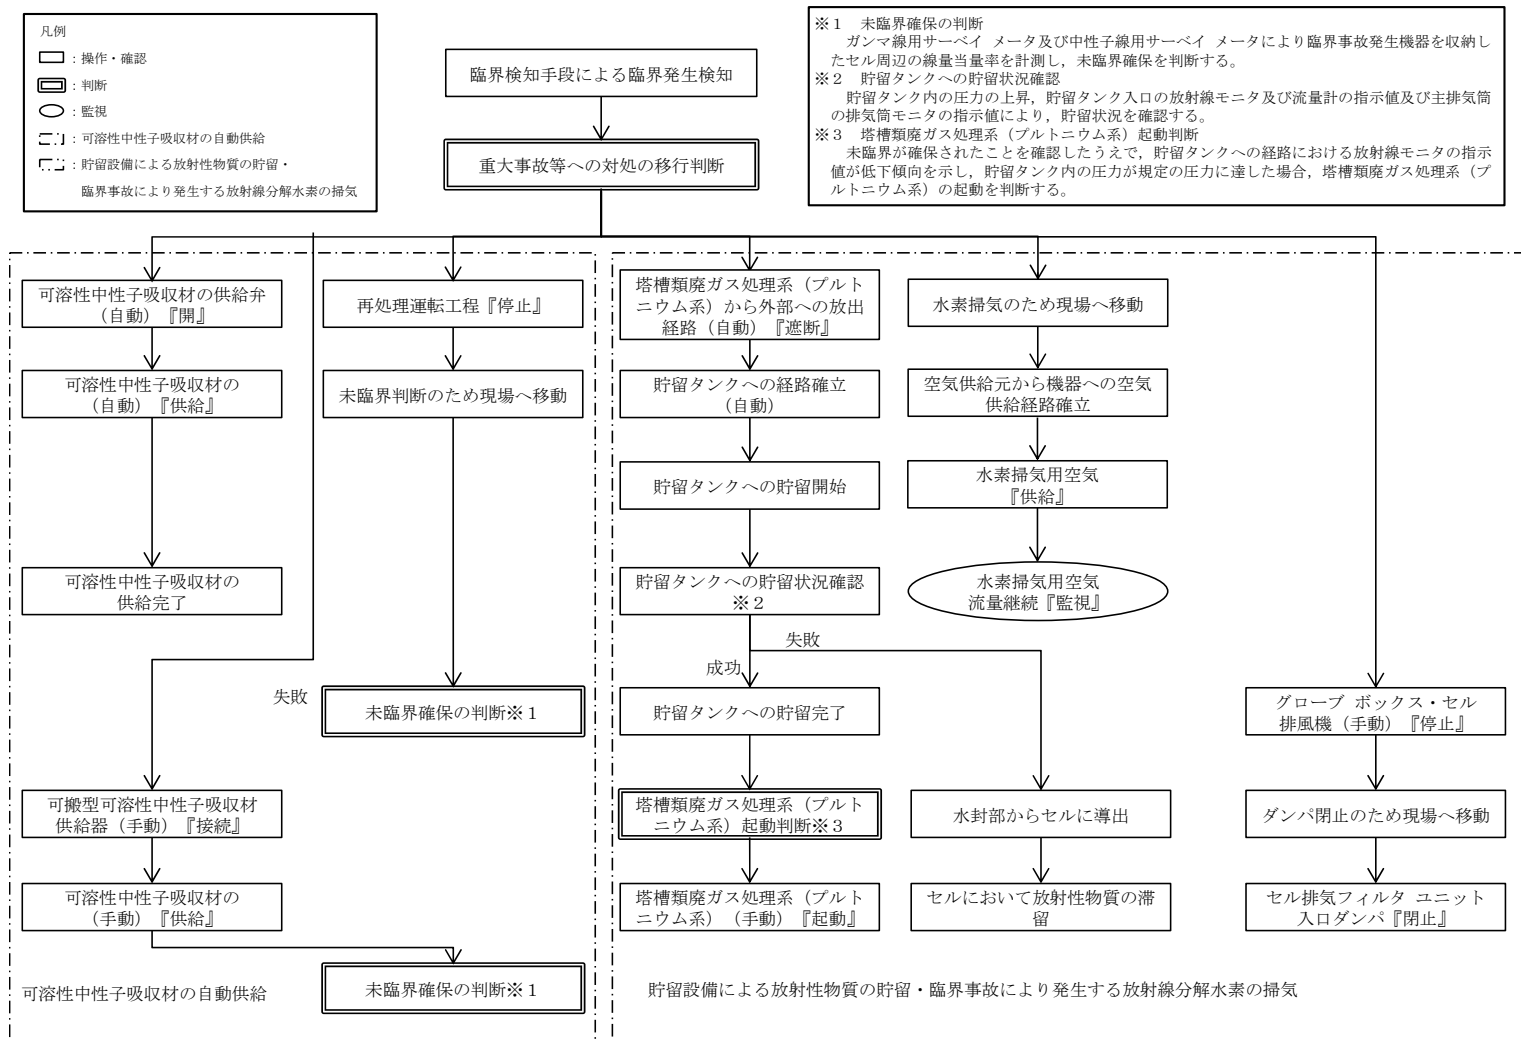 凡例
：操作・確認
：判断
：監視
：可溶性中性子吸収材の自動供給
：貯留設備による放射性物質の貯留・
臨界事故により発生する放射線分解水素の掃気
臨界検知手段による臨界発生検知
重大事故等への対処の移行判断
※１　未臨界確保の判断
ガンマ線用サーベイ メータ及び中性子線用サーベイ メータにより臨界事故発生機器を収納し
たセル周辺の線量当量率を計測し，未臨界確保を判断する。
※２　貯留タンクへの貯留状況確認
貯留タンク内の圧力の上昇，貯留タンク入口の放射線モニタ及び流量計の指示値及び主排気筒
の排気筒モニタの指示値により，貯留状況を確認する。
※３　塔槽類廃ガス処理系（プルトニウム系）起動判断
未臨界が確保されたことを確認したうえで，貯留タンクへの経路における放射線モニタの指示
値が低下傾向を示し，貯留タンク内の圧力が規定の圧力に達した場合，塔槽類廃ガス処理系（プ
ルトニウム系）の起動を判断する。
可溶性中性子吸収材の供給弁
（自動）『開』
可溶性中性子吸収材の
（自動）『供給』
可溶性中性子吸収材の
供給完了
失敗
可搬型可溶性中性子吸収材
供給器（手動）『接続』
可溶性中性子吸収材の
（手動）『供給』
再処理運転工程『停止』
未臨界判断のため現場へ移動
未臨界確保の判断※１
未臨界確保の判断※１
可溶性中性子吸収材の自動供給
塔槽類廃ガス処理系（プルト
ニウム系）から外部への放出
経路（自動）『遮断』
貯留タンクへの経路確立
（自動）
貯留タンクへの貯留開始
貯留タンクへの貯留状況確認
※２
失敗
成功
貯留タンクへの貯留完了
塔槽類廃ガス処理系（プルト
ニウム系）起動判断※３
塔槽類廃ガス処理系（プルト
ニウム系）（手動）『起動』
水素掃気のため現場へ移動
空気供給元から機器への空気
供給経路確立
水素掃気用空気
『供給』
水素掃気用空気
流量継続『監視』
水封部からセルに導出
セルにおいて放射性物質の滞
留
グローブ ボックス・セル
排風機（手動）『停止』
ダンパ閉止のため現場へ移動
セル排気フィルタ ユニット
入口ダンパ『閉止』
貯留設備による放射性物質の貯留・臨界事故により発生する放射線分解水素の掃気